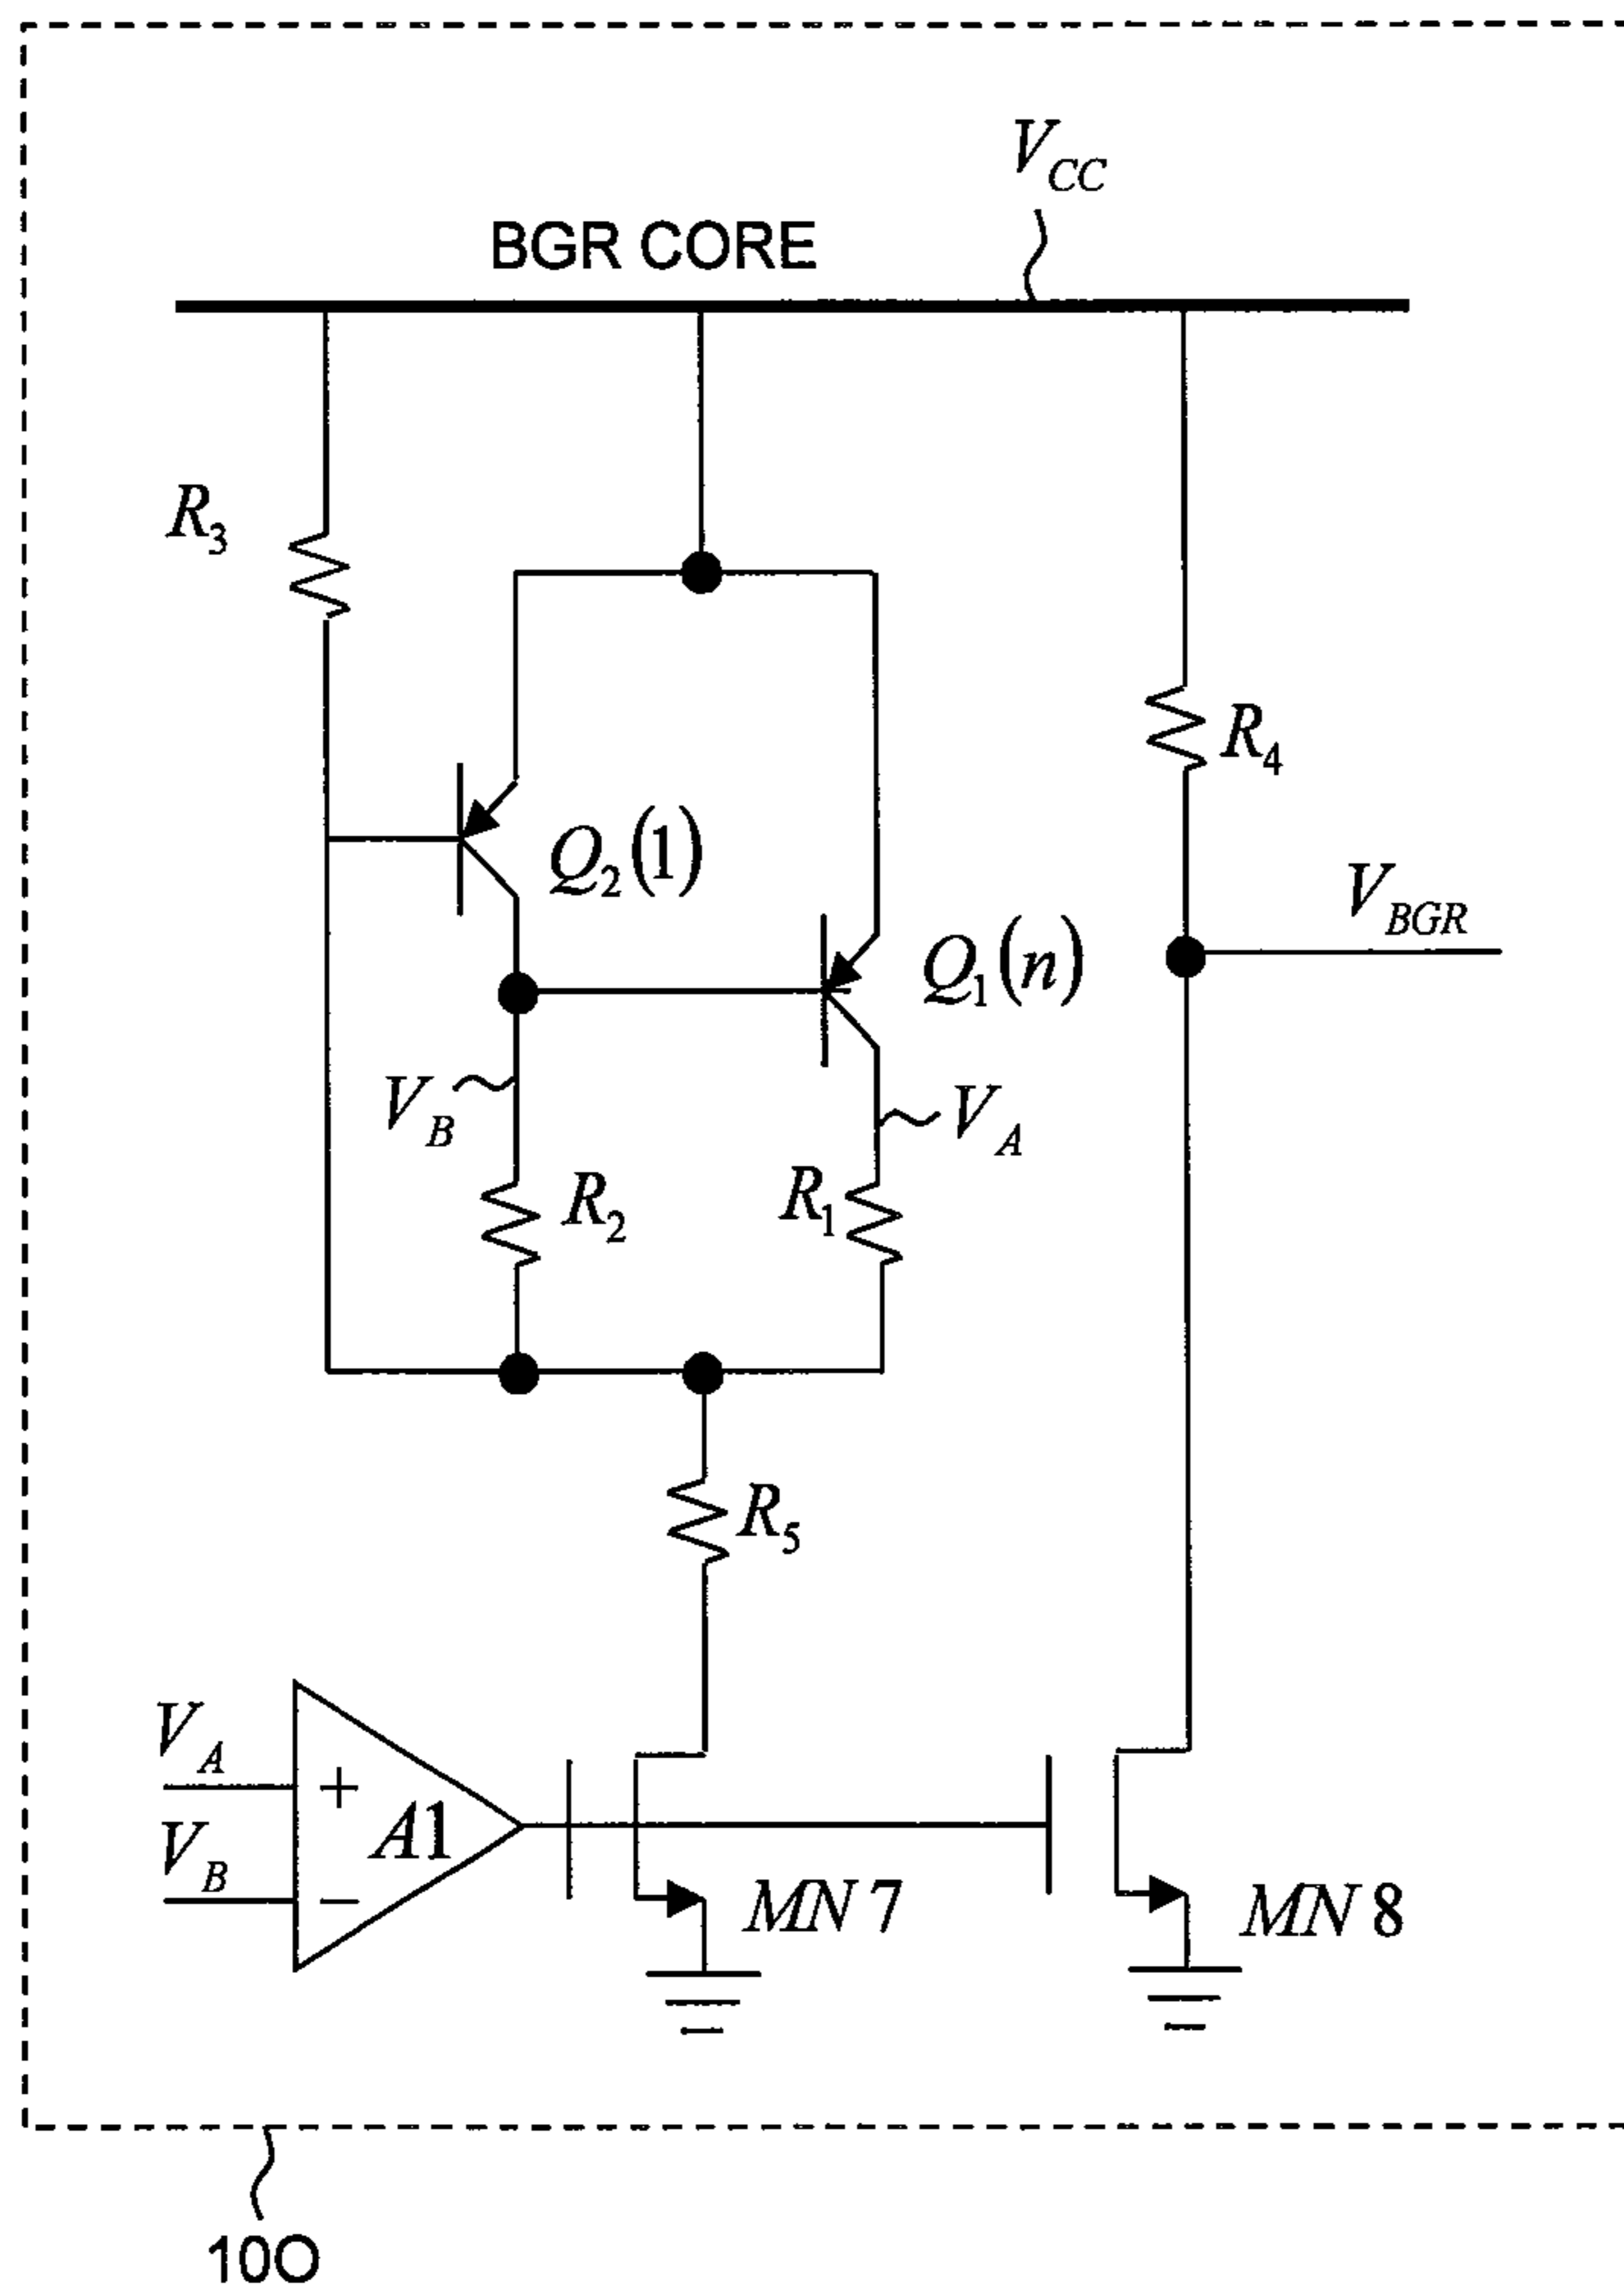 V_CC
BGR CORE
R_3
R_4
Q_2(1)
V_BGR
Q_1(n)
V_B
V_A
R_2
R_1
R_5
V_A
+
A1
V_B
−
MN 7
MN 8
100